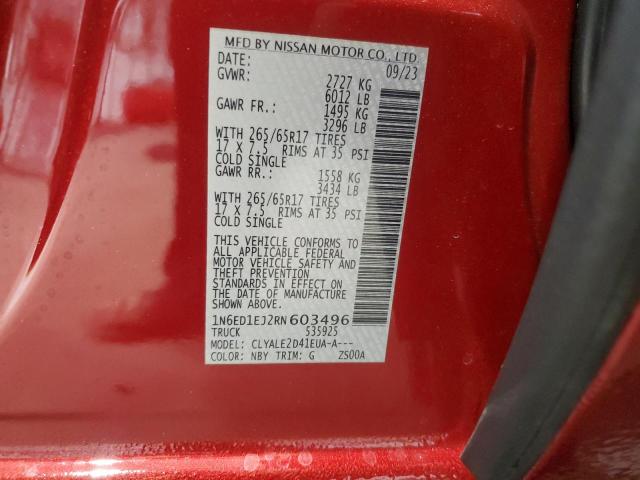 MFD BY NISSAN MOTOR CO., LTD.
DATE: 09/23
GVWR: 2727 KG
6012 LB
GAWR FR.: 1495 KG
3296 LB
WITH 265/65R17 TIRES
17 X 7.5 RIMS AT 35 PSI
COLD SINGLE
GAWR RR.: 1558 KG
3434 LB
WITH 265/65R17 TIRES
17 X 7.5 RIMS AT 35 PSI
COLD SINGLE
THIS VEHICLE CONFORMS TO
ALL APPLICABLE FEDERAL
MOTOR VEHICLE SAFETY AND
THEFT PREVENTION
STANDARDS IN EFFECT ON
THE DATE OF MANUFACTURE
SHOWN ABOVE.
1N6ED1EJ2RN603496
TRUCK 535925
MODEL: CLYALE2D41EUA-A---
COLOR: NBY TRIM: G ZS00A